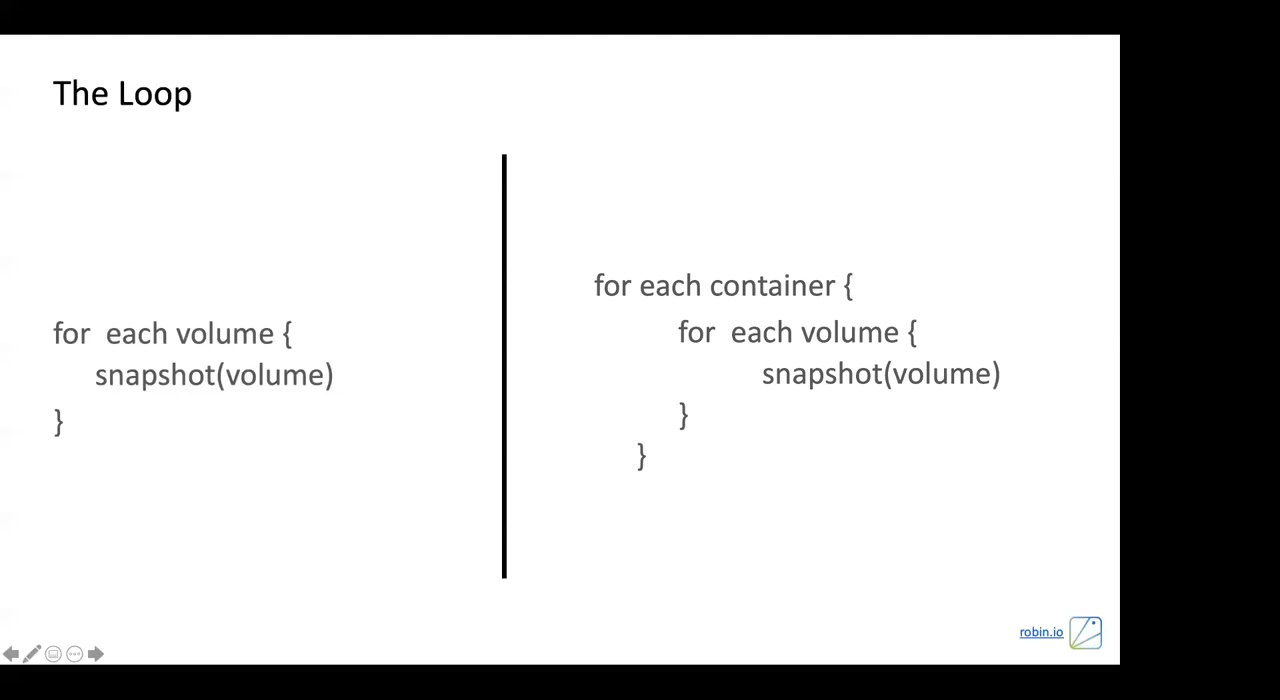 The Loop
for  each volume {
snapshot(volume)
}
for each container {
for  each volume {
snapshot(volume)
}
}
robin.io